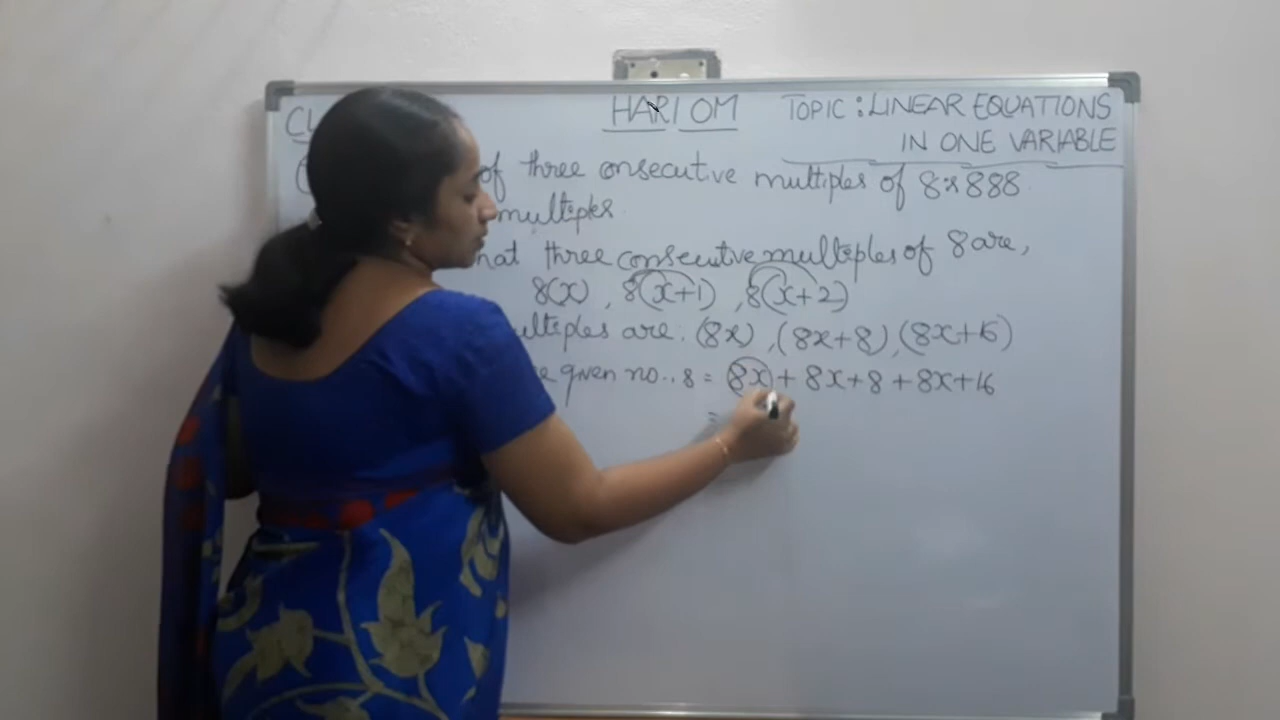 HARI OM TOPIC : LINEAR EQUATIONS
IN ONE VARIABLE
of three consecutive multiples of 8 is 888
multiples
three consecutive multiples of 8 are,
8(x) , 8(x+1) , 8(x+2)
are : (8x) , (8x+8) , (8x+16)
given no., 8 = 8x + 8x+8 + 8x+16
=